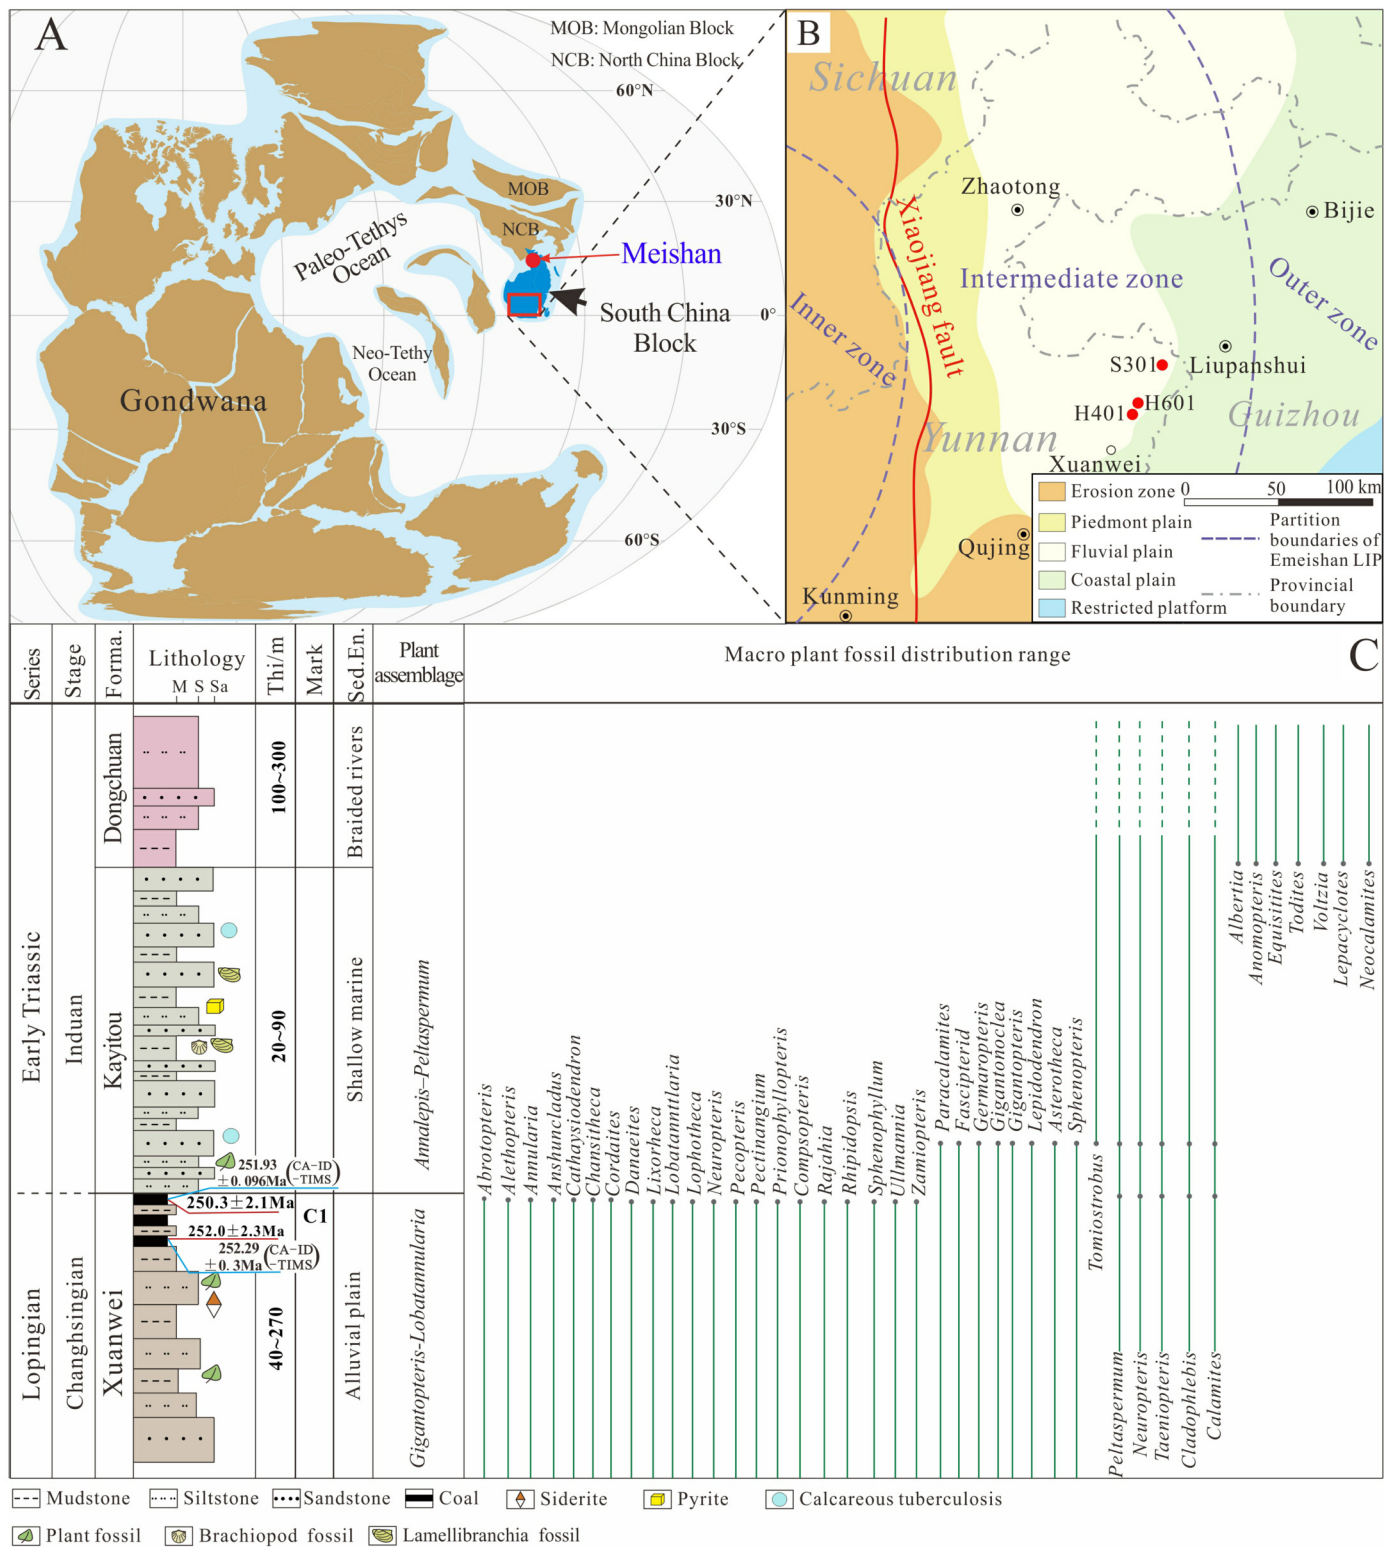 A
MOB: Mongolian Block
NCB: North China Block
60°N
30°N
0°
30°S
60°S
MOB
NCB
Meishan
Paleo-Tethys
Ocean
South China
Block
Neo-Tethy
Ocean
Gondwana
B
Sichuan
Zhaotong
Bijie
Xiaojiang fault
Intermediate zone
Outer zone
Inner zone
S301
Liupanshui
H601
H401
Guizhou
Yunnan
Xuanwei
Qujing
Kunming
Erosion zone
Piedmont plain
Fluvial plain
Coastal plain
Restricted platform
0 50 100 km
Partition
boundaries of
Emeishan LIP
Provincial
boundary
C
Series
Stage
Forma.
Lithology
M S Sa
Thi/m
Mark
Sed.En.
Plant
assemblage
Macro plant fossil distribution range
Early Triassic
Lopingian
Induan
Changhsingian
Dongchuan
Kayitou
Xuanwei
100~300
20~90
40~270
251.93
±0.096Ma
(CA-ID
-TIMS)
250.3±2.1Ma
252.0±2.3Ma
252.29
±0.3Ma
(CA-ID
-TIMS)
C1
Braided rivers
Shallow marine
Alluvial plain
Annalepis–Peltaspermum
Gigantopteris-Lobatannularia
Abrotopteris
Alethopteris
Annularia
Anshuncladus
Cathaysiodendron
Chansitheca
Cordaites
Danaeites
Lixorheca
Lobatannttlaria
Lophotheca
Neuropteris
Pecopteris
Pectinangium
Prionophyllopteris
Compsopteris
Rajahia
Rhipidopsis
Sphenophyllum
Ullmannia
Zamiopteris
Paracalamites
Fascipterid
Germaropteris
Gigantonoclea
Gigantopteris
Lepidodendron
Asterotheca
Sphenopteris
Tomiostrobus
Peltaspermum
Neuropteris
Taeniopteris
Cladophlebis
Calamites
Albertia
Anomopteris
Equisitites
Todites
Voltzia
Lepacyclotes
Neocalamites
Mudstone
Siltstone
Sandstone
Coal
Siderite
Pyrite
Calcareous tuberculosis
Plant fossil
Brachiopod fossil
Lamellibranchia fossil